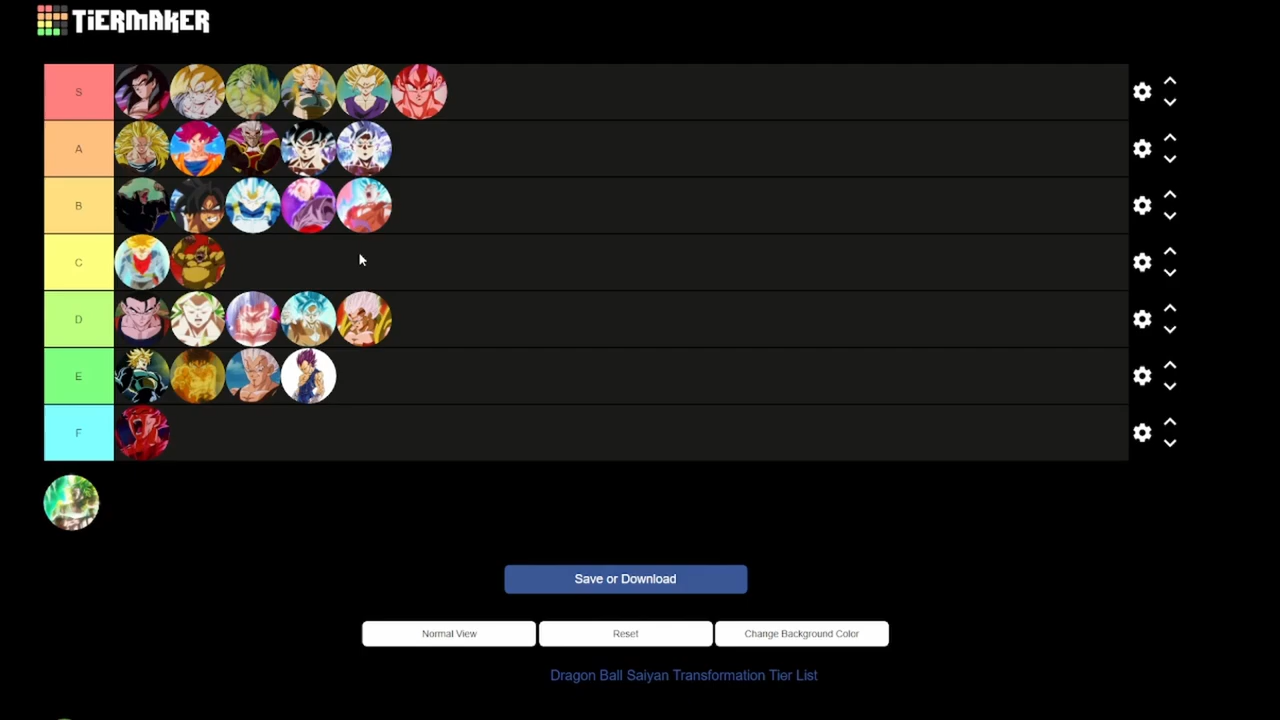 TiERMAKER
S
A
B
C
D
E
F
Save or Download
Normal View
Reset
Change Background Color
Dragon Ball Saiyan Transformation Tier List